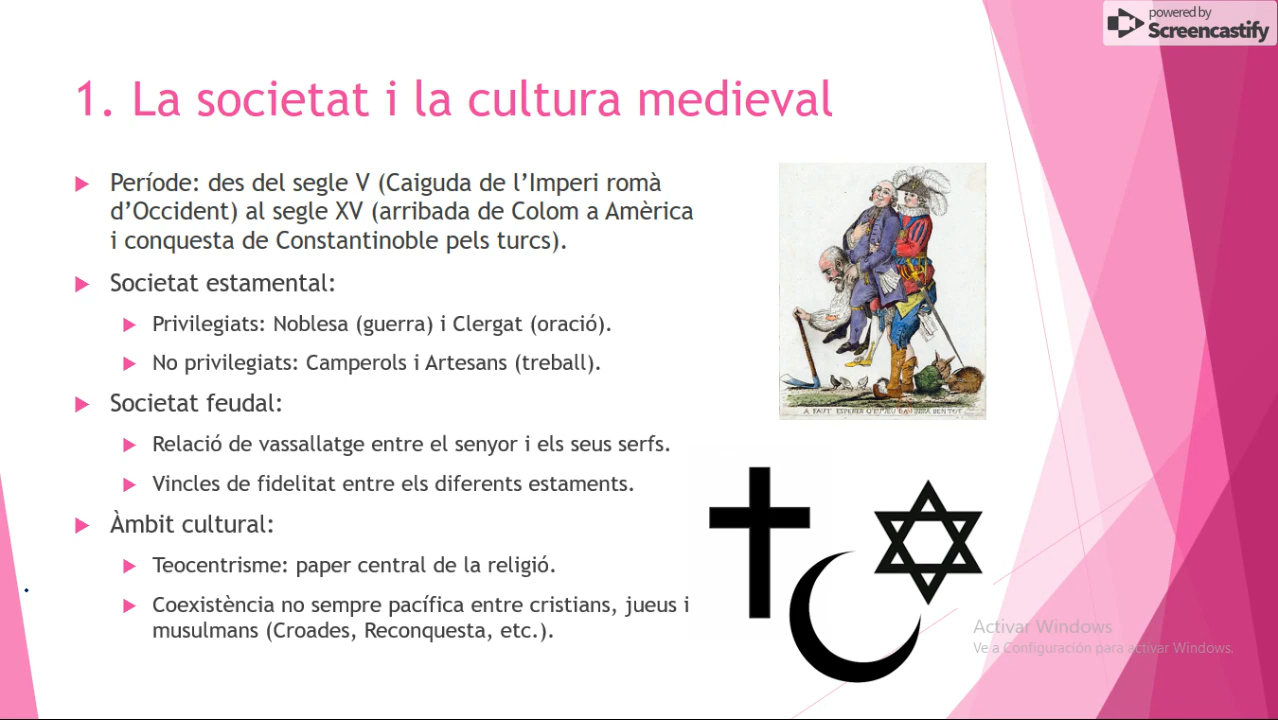 powered by
Screencastify
1. La societat i la cultura medieval
Període: des del segle V (Caiguda de l’Imperi romà
d’Occident) al segle XV (arribada de Colom a Amèrica
i conquesta de Constantinoble pels turcs).
Societat estamental:
Privilegiats: Noblesa (guerra) i Clergat (oració).
No privilegiats: Camperols i Artesans (treball).
Societat feudal:
Relació de vassallatge entre el senyor i els seus serfs.
Vincles de fidelitat entre els diferents estaments.
Àmbit cultural:
Teocentrisme: paper central de la religió.
Coexistència no sempre pacífica entre cristians, jueus i
musulmans (Croades, Reconquesta, etc.).
A FAUT ESPERER
Activar Windows
Ve a Configuración para activar Windows.